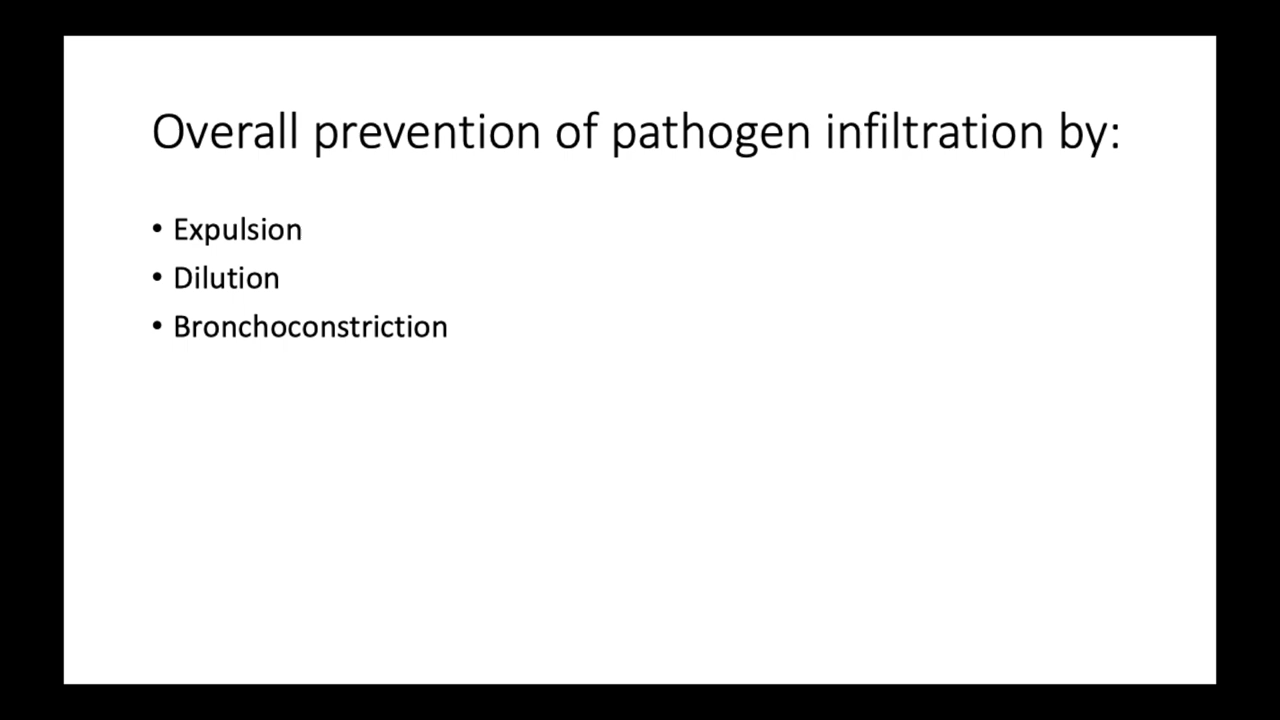 Overall prevention of pathogen infiltration by:
• Expulsion
• Dilution
• Bronchoconstriction